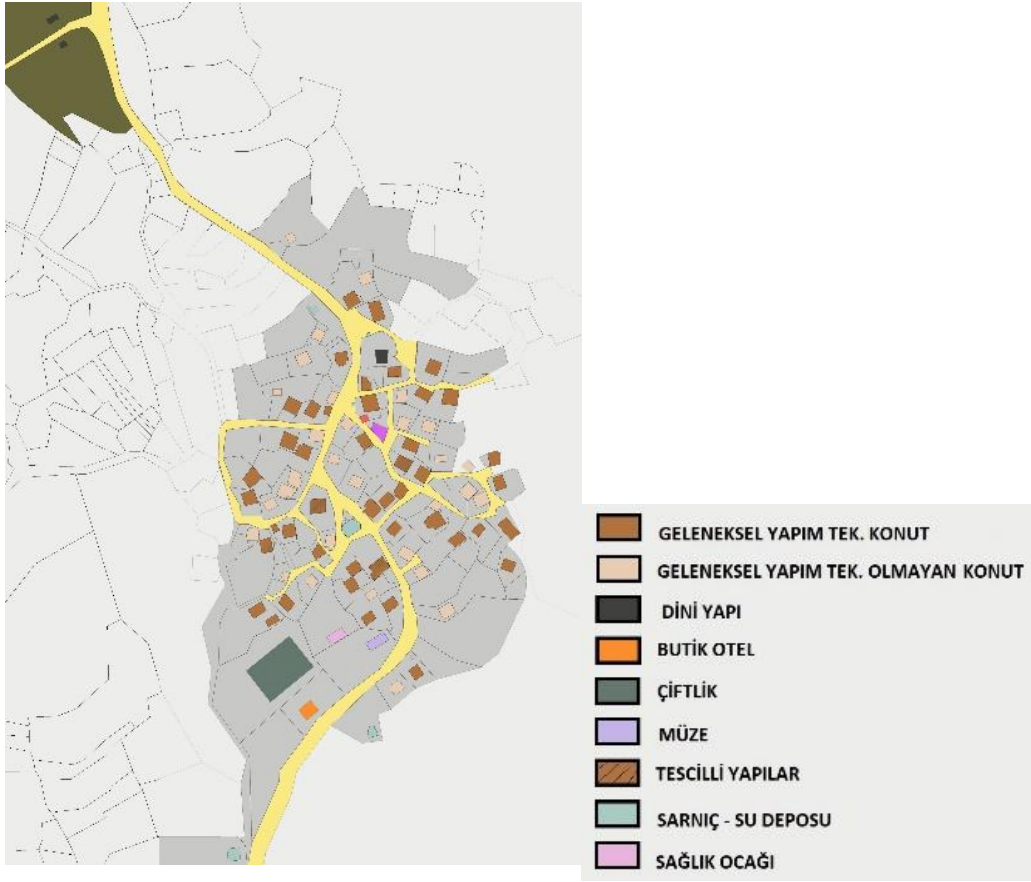 GELENEKSEL YAPIM TEK. KONUT
GELENEKSEL YAPIM TEK. OLMAYAN KONUT
DİNİ YAPI
BUTİK OTEL
ÇİFTLİK
MÜZE
TESCİLLİ YAPILAR
SARNIÇ - SU DEPOSU
SAĞLIK OCAĞI